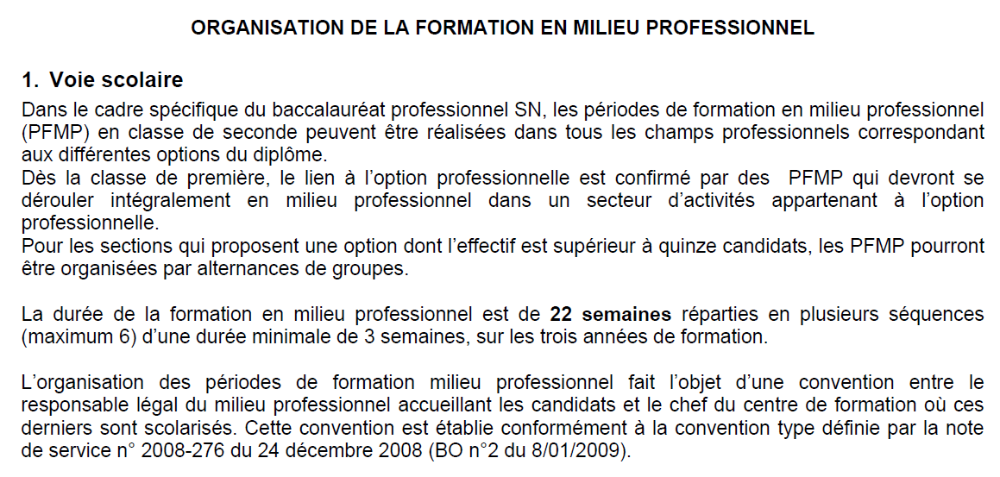 ORGANISATION DE LA FORMATION EN MILIEU PROFESSIONNEL
1. Voie scolaire
Dans le cadre spécifique du baccalauréat professionnel SN, les périodes de formation en milieu professionnel
(PFMP) en classe de seconde peuvent être réalisées dans tous les champs professionnels correspondant
aux différentes options du diplôme.
Dès la classe de première, le lien à l'option professionnelle est confirmé par des PFMP qui devront se
dérouler intégralement en milieu professionnel dans un secteur d'activités appartenant à l'option
professionnelle.
Pour les sections qui proposent une option dont l'effectif est supérieur à quinze candidats, les PFMP pourront
être organisées par alternances de groupes.
La durée de la formation en milieu professionnel est de 22 semaines réparties en plusieurs séquences
(maximum 6) d'une durée minimale de 3 semaines, sur les trois années de formation.
L'organisation des périodes de formation milieu professionnel fait l'objet d'une convention entre le
responsable légal du milieu professionnel accueillant les candidats et le chef du centre de formation où ces
derniers sont scolarisés. Cette convention est établie conformément à la convention type définie par la note
de service n° 2008-276 du 24 décembre 2008 (BO n°2 du 8/01/2009).